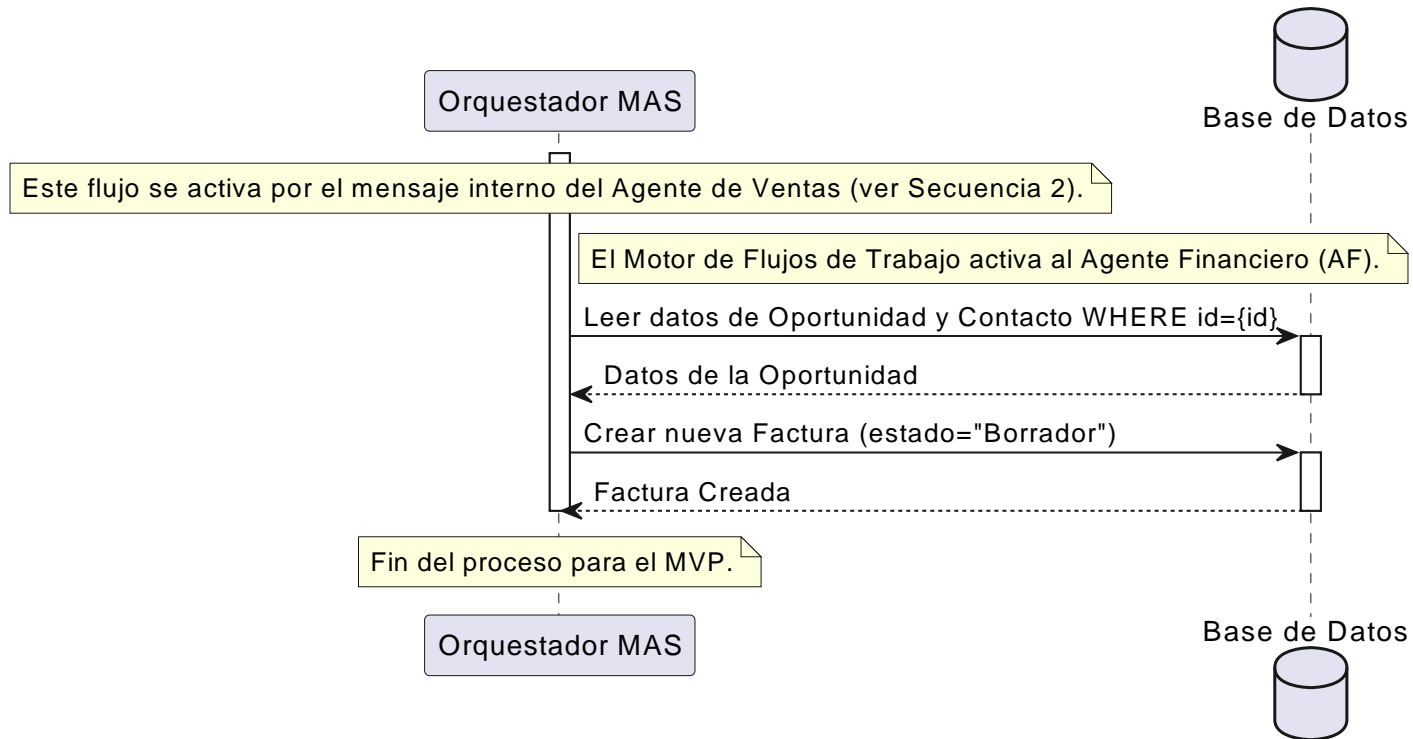 Orquestador MAS
Base de Datos
Este flujo se activa por el mensaje interno del Agente de Ventas (ver Secuencia 2).
El Motor de Flujos de Trabajo activa al Agente Financiero (AF).
Leer datos de Oportunidad y Contacto WHERE id={id}
Datos de la Oportunidad
Crear nueva Factura (estado="Borrador")
Factura Creada
Fin del proceso para el MVP.
Orquestador MAS
Base de Datos